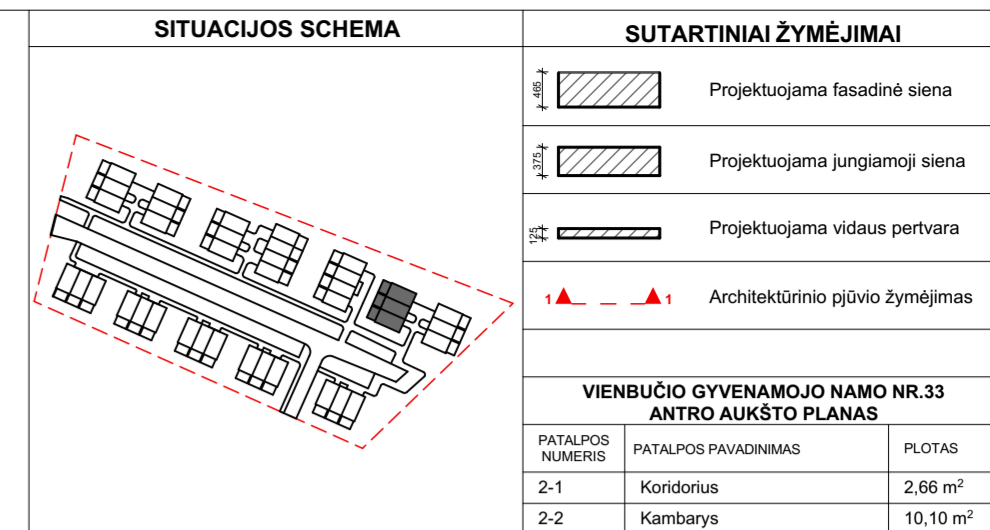 SITUACIJOS SCHEMA
SUTARTINIAI ŽYMĖJIMAI
465
Projektuojama fasadinė siena
375
Projektuojama jungiamoji siena
125
Projektuojama vidaus pertvara
1 1 Architektūrinio pjūvio žymėjimas
VIENBUČIO GYVENAMOJO NAMO NR.33
ANTRO AUKŠTO PLANAS
PATALPOS NUMERIS PATALPOS PAVADINIMAS PLOTAS
2-1 Koridorius 2,66 m²
2-2 Kambarys 10,10 m²